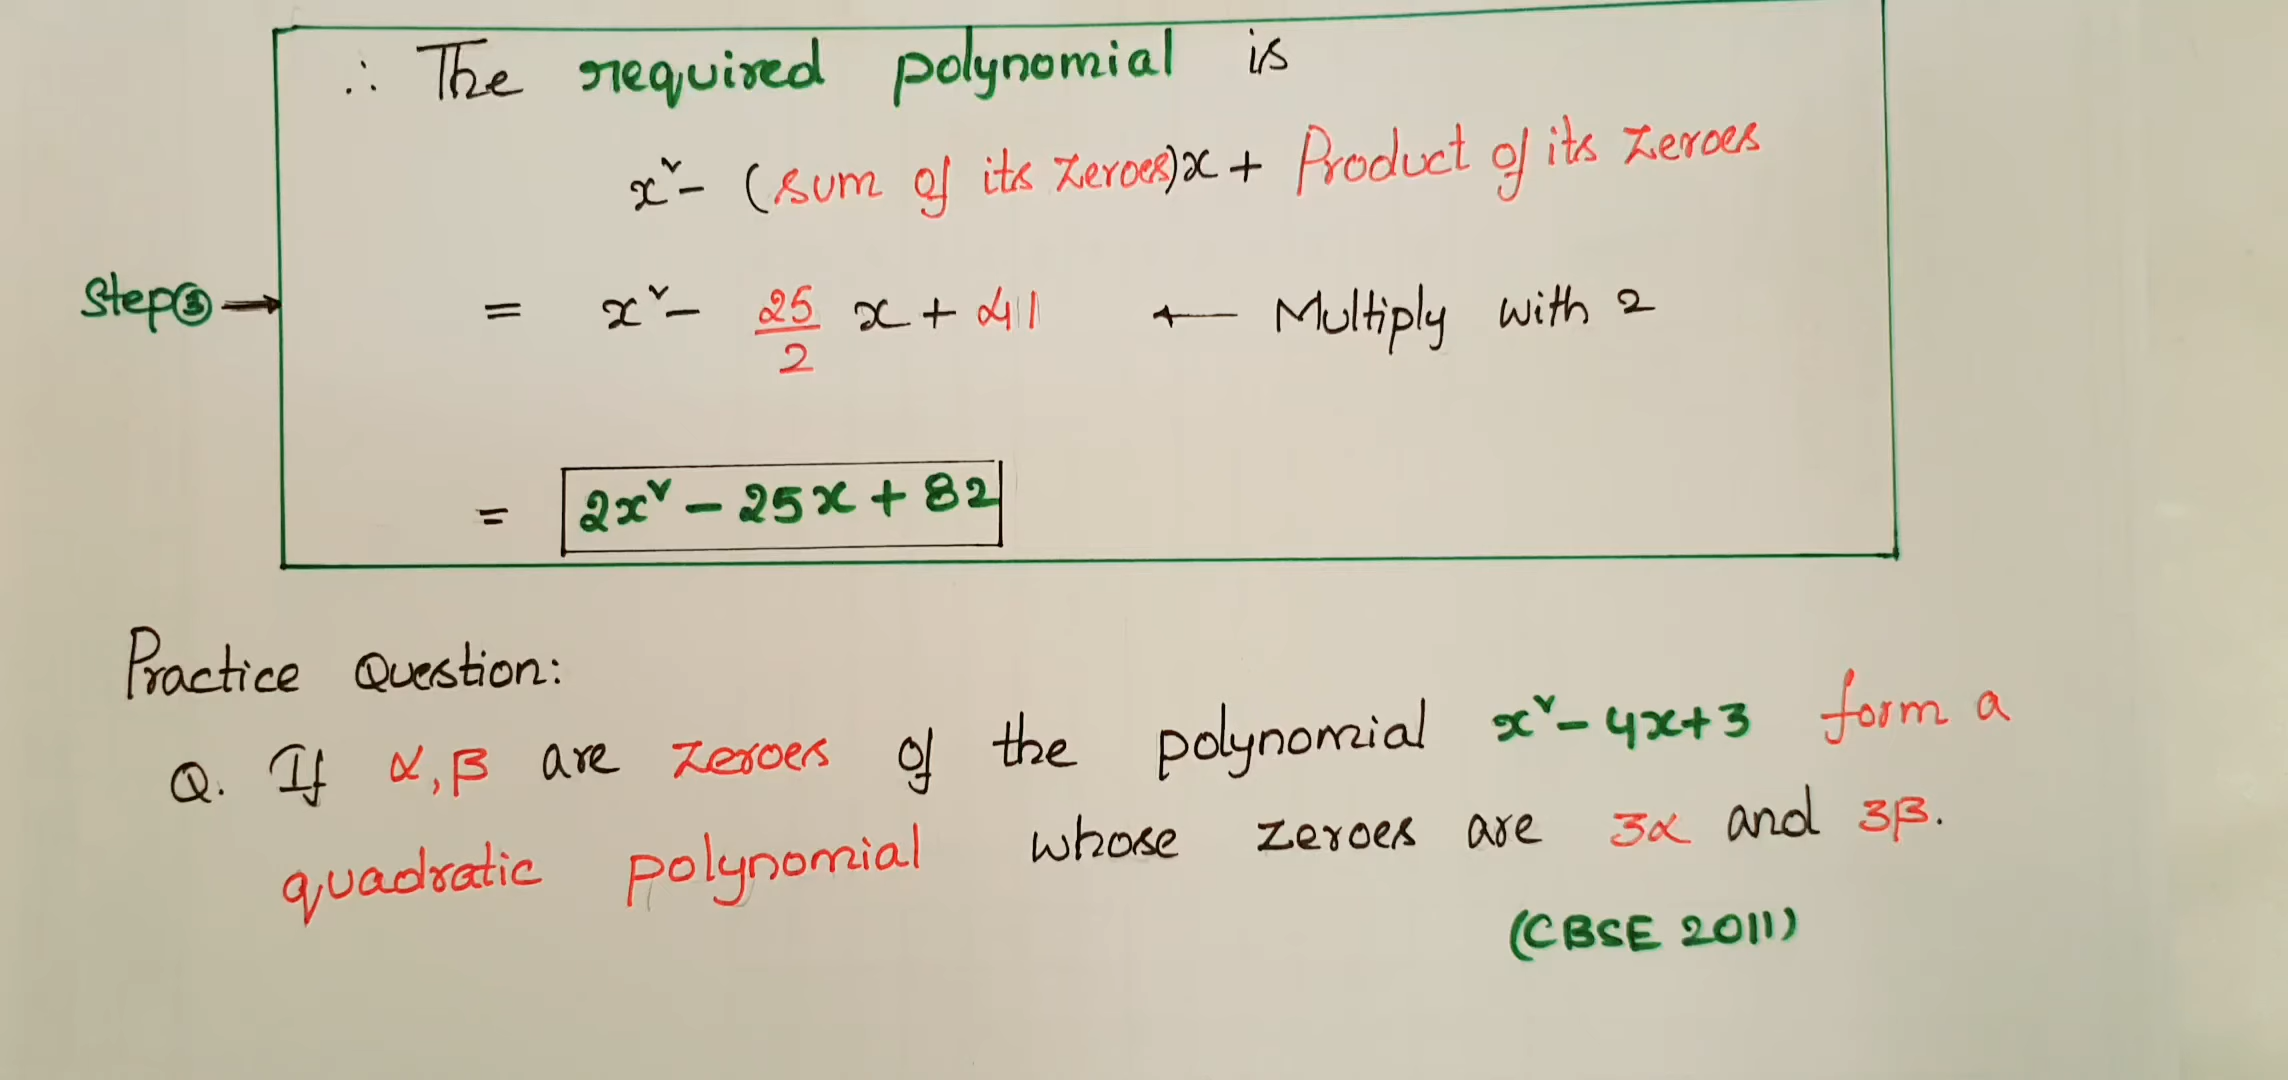 ∴ The required polynomial is
x² - (sum of its zeroes)x + Product of its zeroes
Step③ → = x² - 25/2 x + 41 ← Multiply with 2
= 2x² - 25x + 82
Practice Question:
Q. If α, β are zeroes of the polynomial x² - 4x+3 form a
quadratic polynomial whose zeroes are 3α and 3β.
(CBSE 2011)